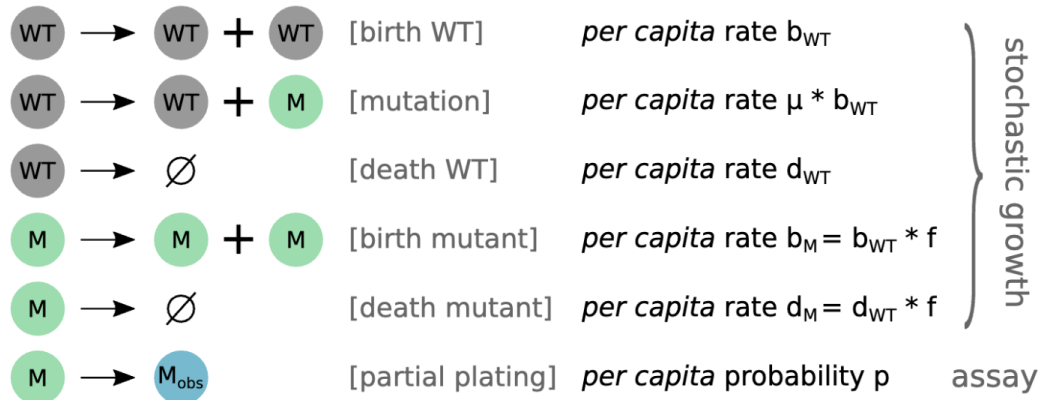 WT → WT + WT [birth WT] per capita rate b_WT
WT → WT + M [mutation] per capita rate μ * b_WT
WT → ∅ [death WT] per capita rate d_WT
M → M + M [birth mutant] per capita rate b_M = b_WT * f
M → ∅ [death mutant] per capita rate d_M = d_WT * f
stochastic growth
M → M_obs [partial plating] per capita probability p assay